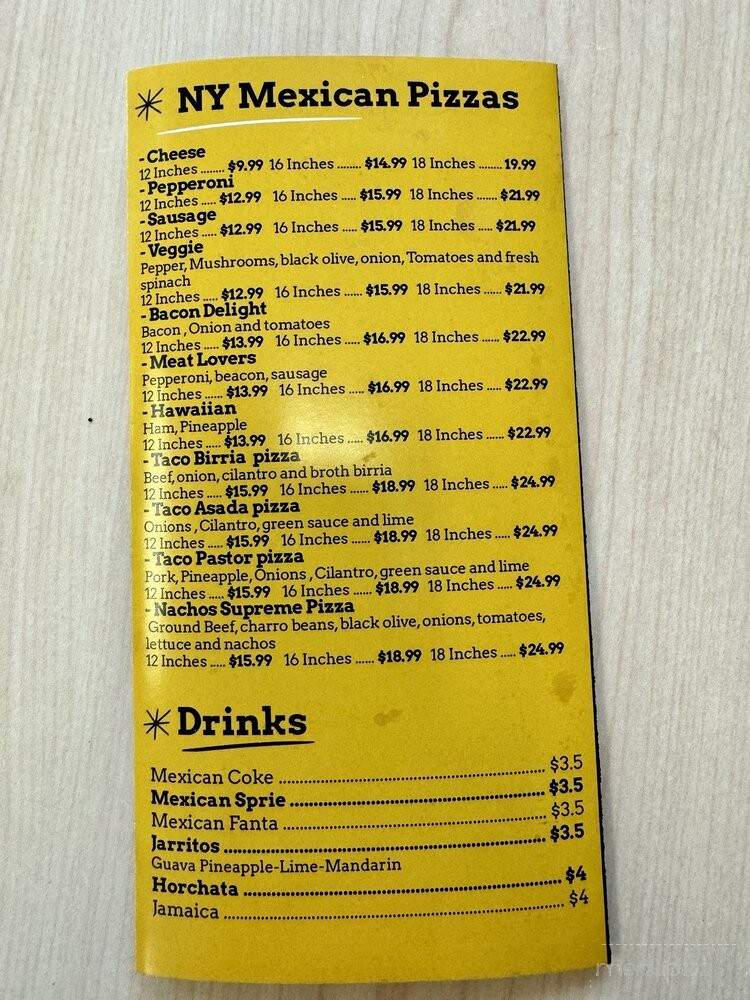 NY Mexican Pizzas
- Cheese
12 Inches ........ $9.99 16 Inches ........ $14.99 18 Inches ........ 19.99
- Pepperoni
12 Inches ..... $12.99 16 Inches ..... $15.99 18 Inches ....... $21.99
- Sausage
12 Inches ..... $12.99 16 Inches ..... $15.99 18 Inches ..... $21.99
- Veggie
Pepper, Mushrooms, black olive, onion, Tomatoes and fresh
spinach
12 Inches ..... $12.99 16 Inches ...... $15.99 18 Inches ...... $21.99
- Bacon Delight
Bacon , Onion and tomatoes
12 Inches ..... $13.99 16 Inches ..... $16.99 18 Inches ...... $22.99
- Meat Lovers
Pepperoni, beacon, sausage
12 Inches ..... $13.99 16 Inches ..... $16.99 18 Inches ..... $22.99
- Hawaiian
Ham, Pineapple
12 Inches ..... $13.99 16 Inches ..... $16.99 18 Inches ...... $22.99
- Taco Birria pizza
Beef, onion, cilantro and broth birria
12 Inches ..... $15.99 16 Inches ...... $18.99 18 Inches ..... $24.99
- Taco Asada pizza
Onions , Cilantro, green sauce and lime
12 Inches ..... $15.99 16 Inches ...... $18.99 18 Inches ..... $24.99
- Taco Pastor pizza
Pork, Pineapple, Onions , Cilantro, green sauce and lime
12 Inches ..... $15.99 16 Inches ...... $18.99 18 Inches ..... $24.99
- Nachos Supreme Pizza
Ground Beef, charro beans, black olive, onions, tomatoes,
lettuce and nachos
12 Inches ..... $15.99 16 Inches ...... $18.99 18 Inches ..... $24.99
Drinks
Mexican Coke ........................ $3.5
Mexican Sprie ........................ $3.5
Mexican Fanta ........................ $3.5
Jarritos ........................ $3.5
Guava Pineapple-Lime-Mandarin
Horchata ........................ $4
Jamaica ........................ $4